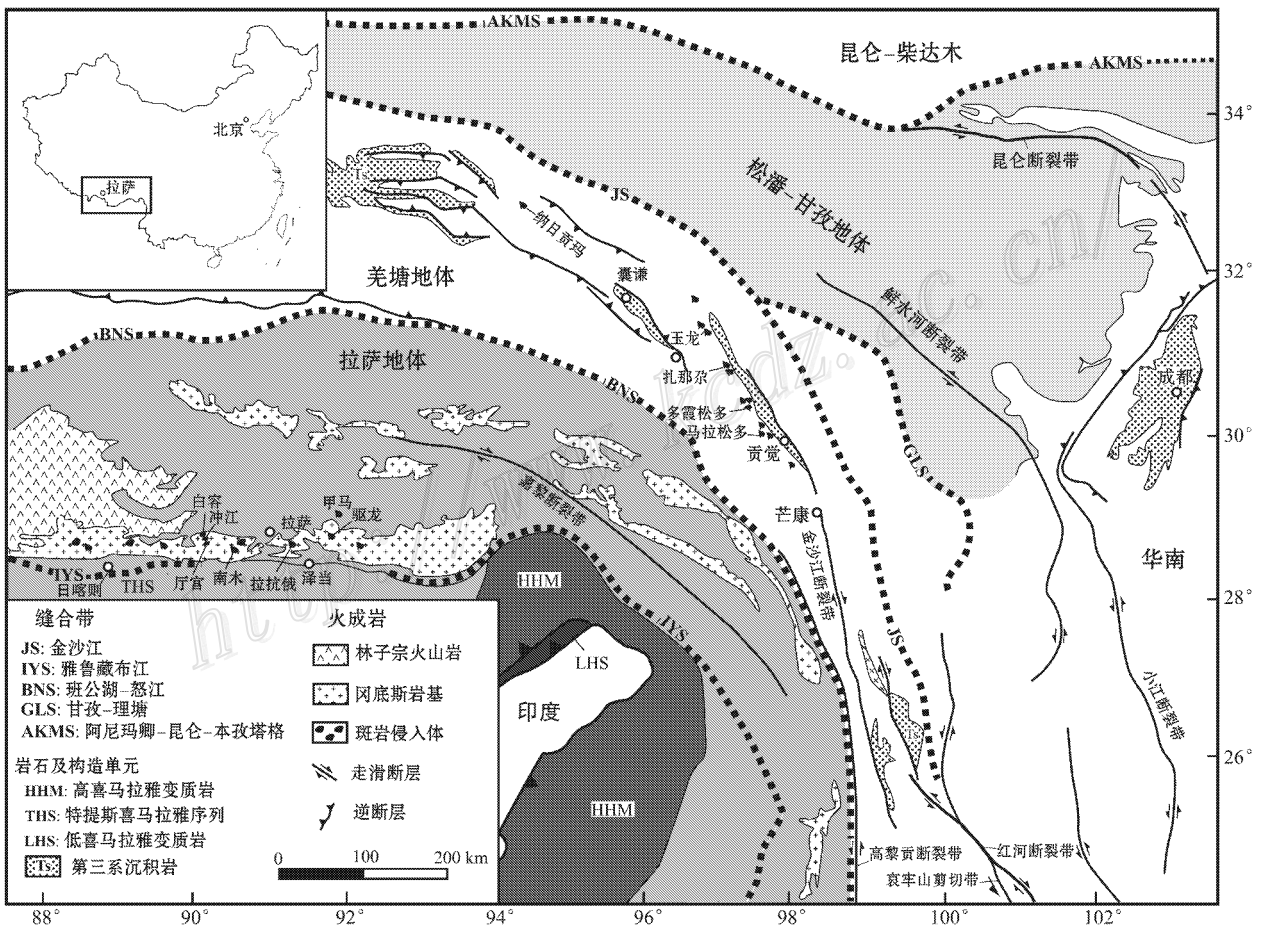 AKMS
昆仑-柴达木
AKMS
34°
北京
昆仑断裂带
拉萨
Ts
松潘-甘孜地体
JS
纳日贡玛
32°
羌塘地体
囊谦
鲜水河断裂带
BNS
玉龙
拉萨地体
扎那尕
成都
BNS
多霞松多
马拉松多
30°
贡觉
GLS
嘉黎断裂带
白容
冲江
甲马
驱龙
拉萨
芒康
金沙江断裂带
华南
IYS
日喀则
THS
厅宫
南木
拉抗俄
泽当
HHM
28°
IYS
JS
缝合带
火成岩
JS: 金沙江
IYS: 雅鲁藏布江
BNS: 班公湖-怒江
GLS: 甘孜-理塘
AKMS: 阿尼玛卿-昆仑-本孜塔格
林子宗火山岩
冈底斯岩基
斑岩侵入体
LHS
印度
小江断裂带
Ts
26°
岩石及构造单元
HHM: 高喜马拉雅变质岩
THS: 特提斯喜马拉雅序列
LHS: 低喜马拉雅变质岩
Ts 第三系沉积岩
走滑断层
逆断层
HHM
0 100 200 km
高黎贡断裂带
红河断裂带
哀牢山剪切带
88° 90° 92° 94° 96° 98° 100° 102°
http://www.kcdz.ac.cn/